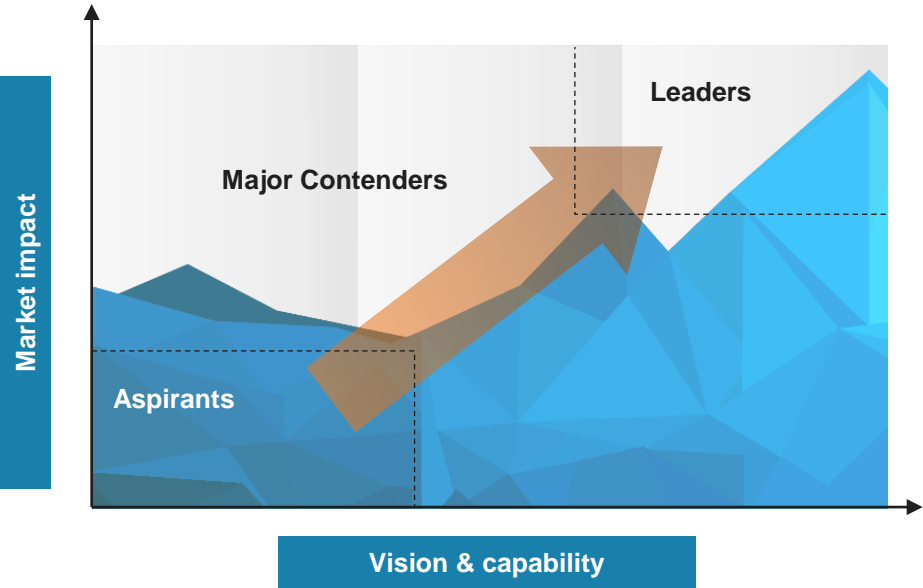 Leaders
Major Contenders
Market impact
Aspirants
Vision & capability